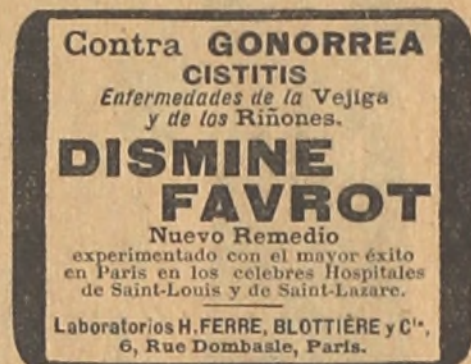 Contra GONORREA
CISTITIS
Enfermedades de la Vejiga
y de los Riñones.
DISMINE
FAVROT
Nuevo Remedio
experimentado con el mayor éxito
en Paris en los celebres Hospitales
de Saint-Louis y de Saint-Lazare.
Laboratorios H.FERRE, BLOTTIÈRE y Cⁱᵉ,
6, Rue Dombasle, Paris.